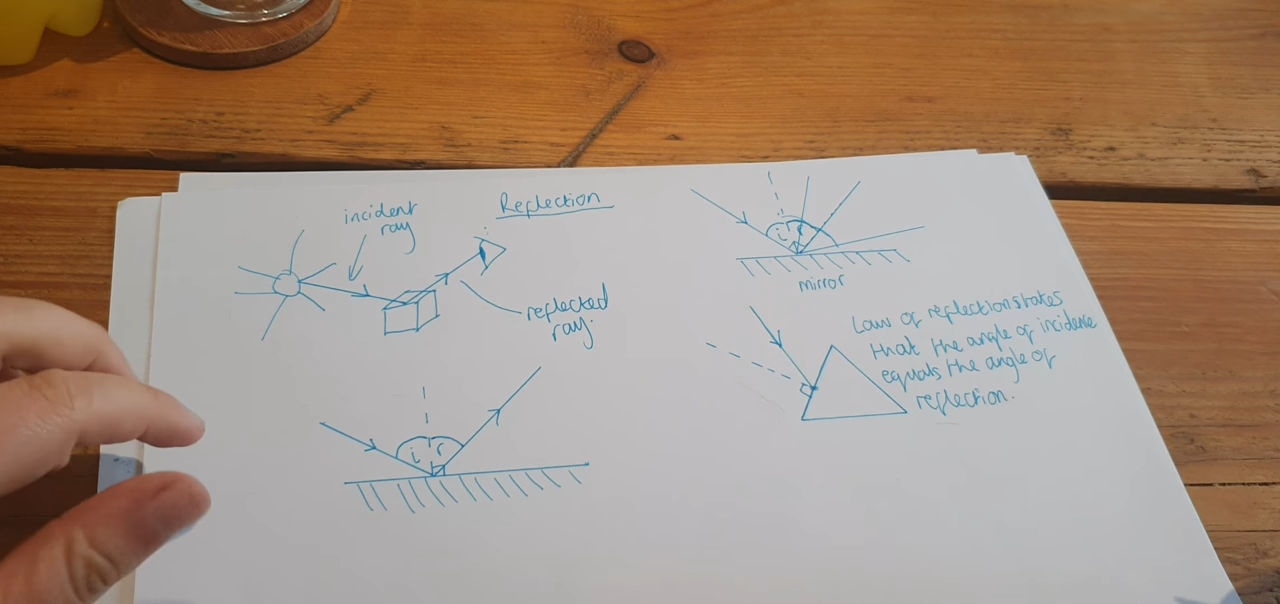 Reflection
incident
ray
reflected
ray.
i r
i r
mirror
Law of reflection states
that the angle of incidence
equals the angle of
reflection.